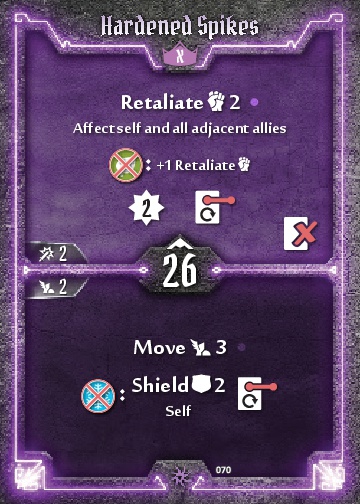 Hardened Spikes
X
Retaliate 2
Affect self and all adjacent allies
: +1 Retaliate
2
2
26
2
Move 3
: Shield 2
Self
070